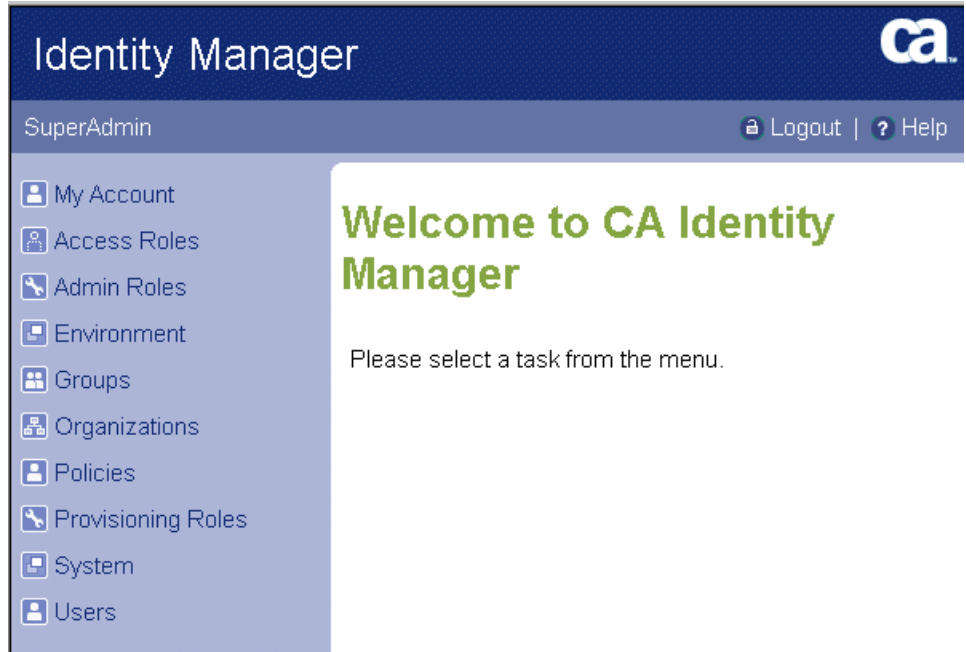 Identity Manager
ca
SuperAdmin
Logout | ? Help
My Account
Access Roles
Admin Roles
Environment
Groups
Organizations
Policies
Provisioning Roles
System
Users
Welcome to CA Identity
Manager
Please select a task from the menu.